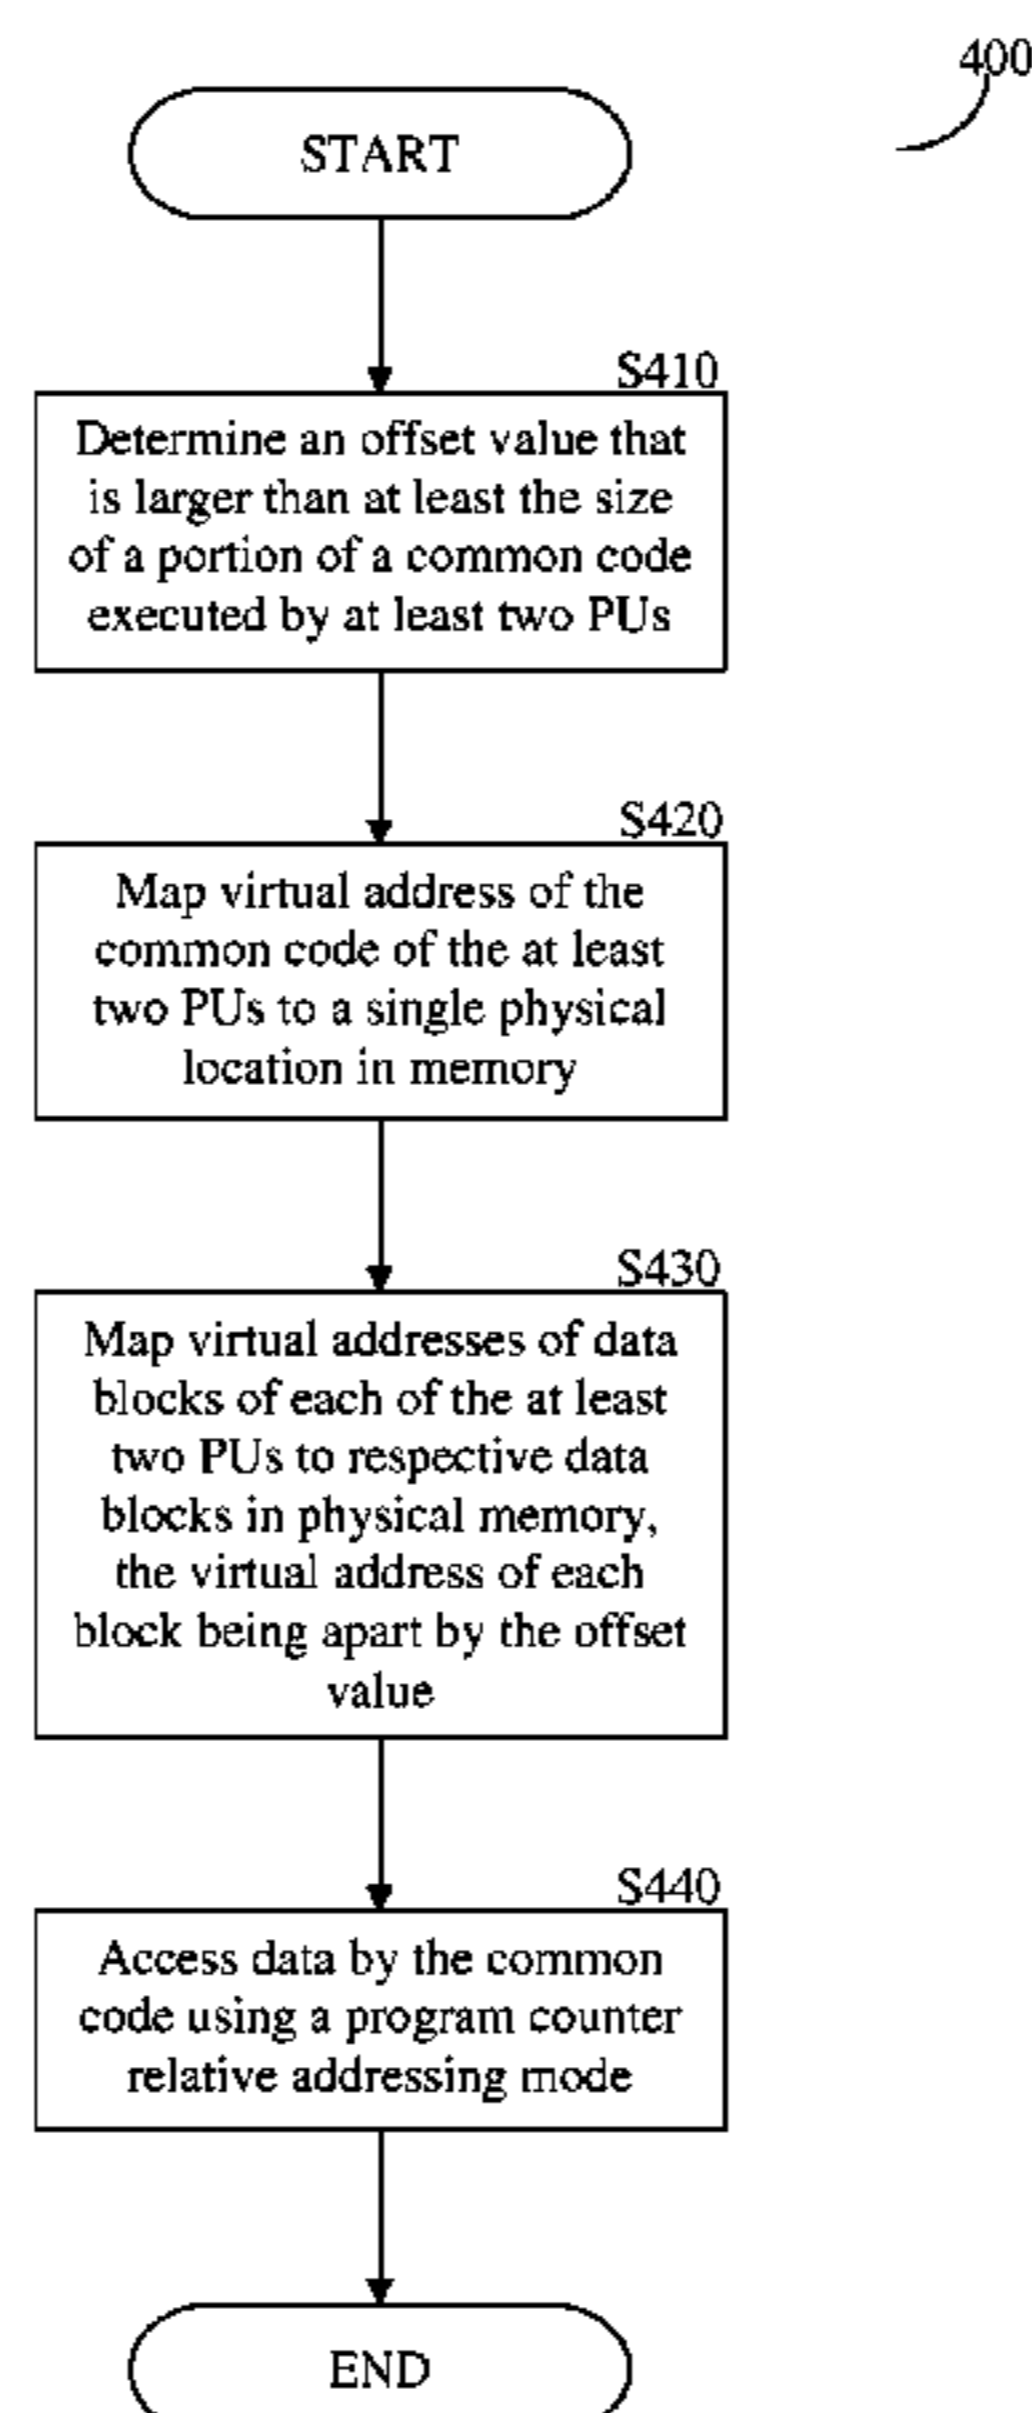 400
START
S410
Determine an offset value that
is larger than at least the size
of a portion of a common code
executed by at least two PUs
S420
Map virtual address of the
common code of the at least
two PUs to a single physical
location in memory
S430
Map virtual addresses of data
blocks of each of the at least
two PUs to respective data
blocks in physical memory,
the virtual address of each
block being apart by the offset
value
S440
Access data by the common
code using a program counter
relative addressing mode
END